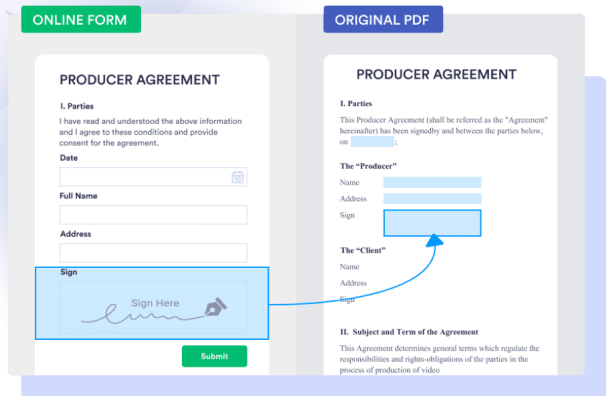 ONLINE FORM
PRODUCER AGREEMENT
I. Parties
I have read and understood the above information
and I agree to these conditions and provide
consent for the agreement.
Date
Full Name
Address
Sign
Sign Here
Submit
ORIGINAL PDF
PRODUCER AGREEMENT
I. Parties
This Producer Agreement (shall be referred as the "Agreement"
hereinafter) has been signedby and between the parties below,
on ;
The “Producer”
Name
Address
Sign
The “Client”
Name
Address
Sign
II. Subject and Term of the Agreement
This Agreement determines general terms which regulate the
responsibilities and rights-obligations of the parties in the
process of production of video